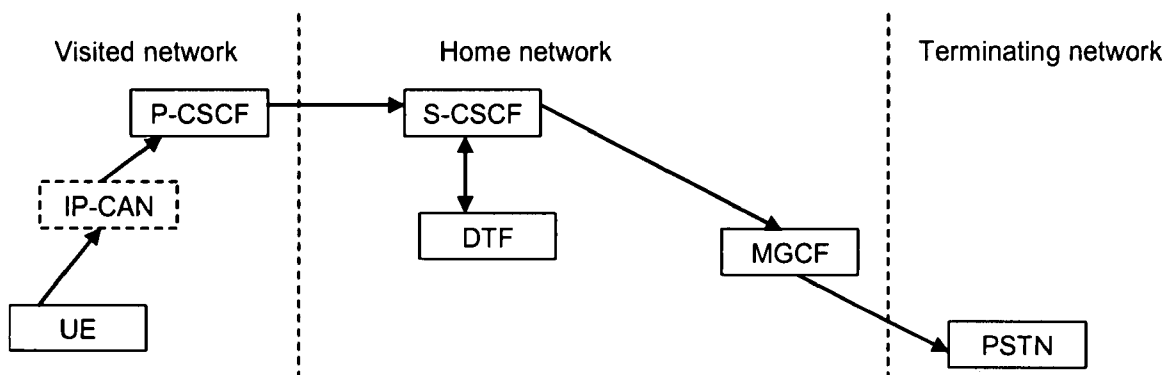 Visited network
Home network
Terminating network
P-CSCF
S-CSCF
IP-CAN
DTF
MGCF
UE
PSTN